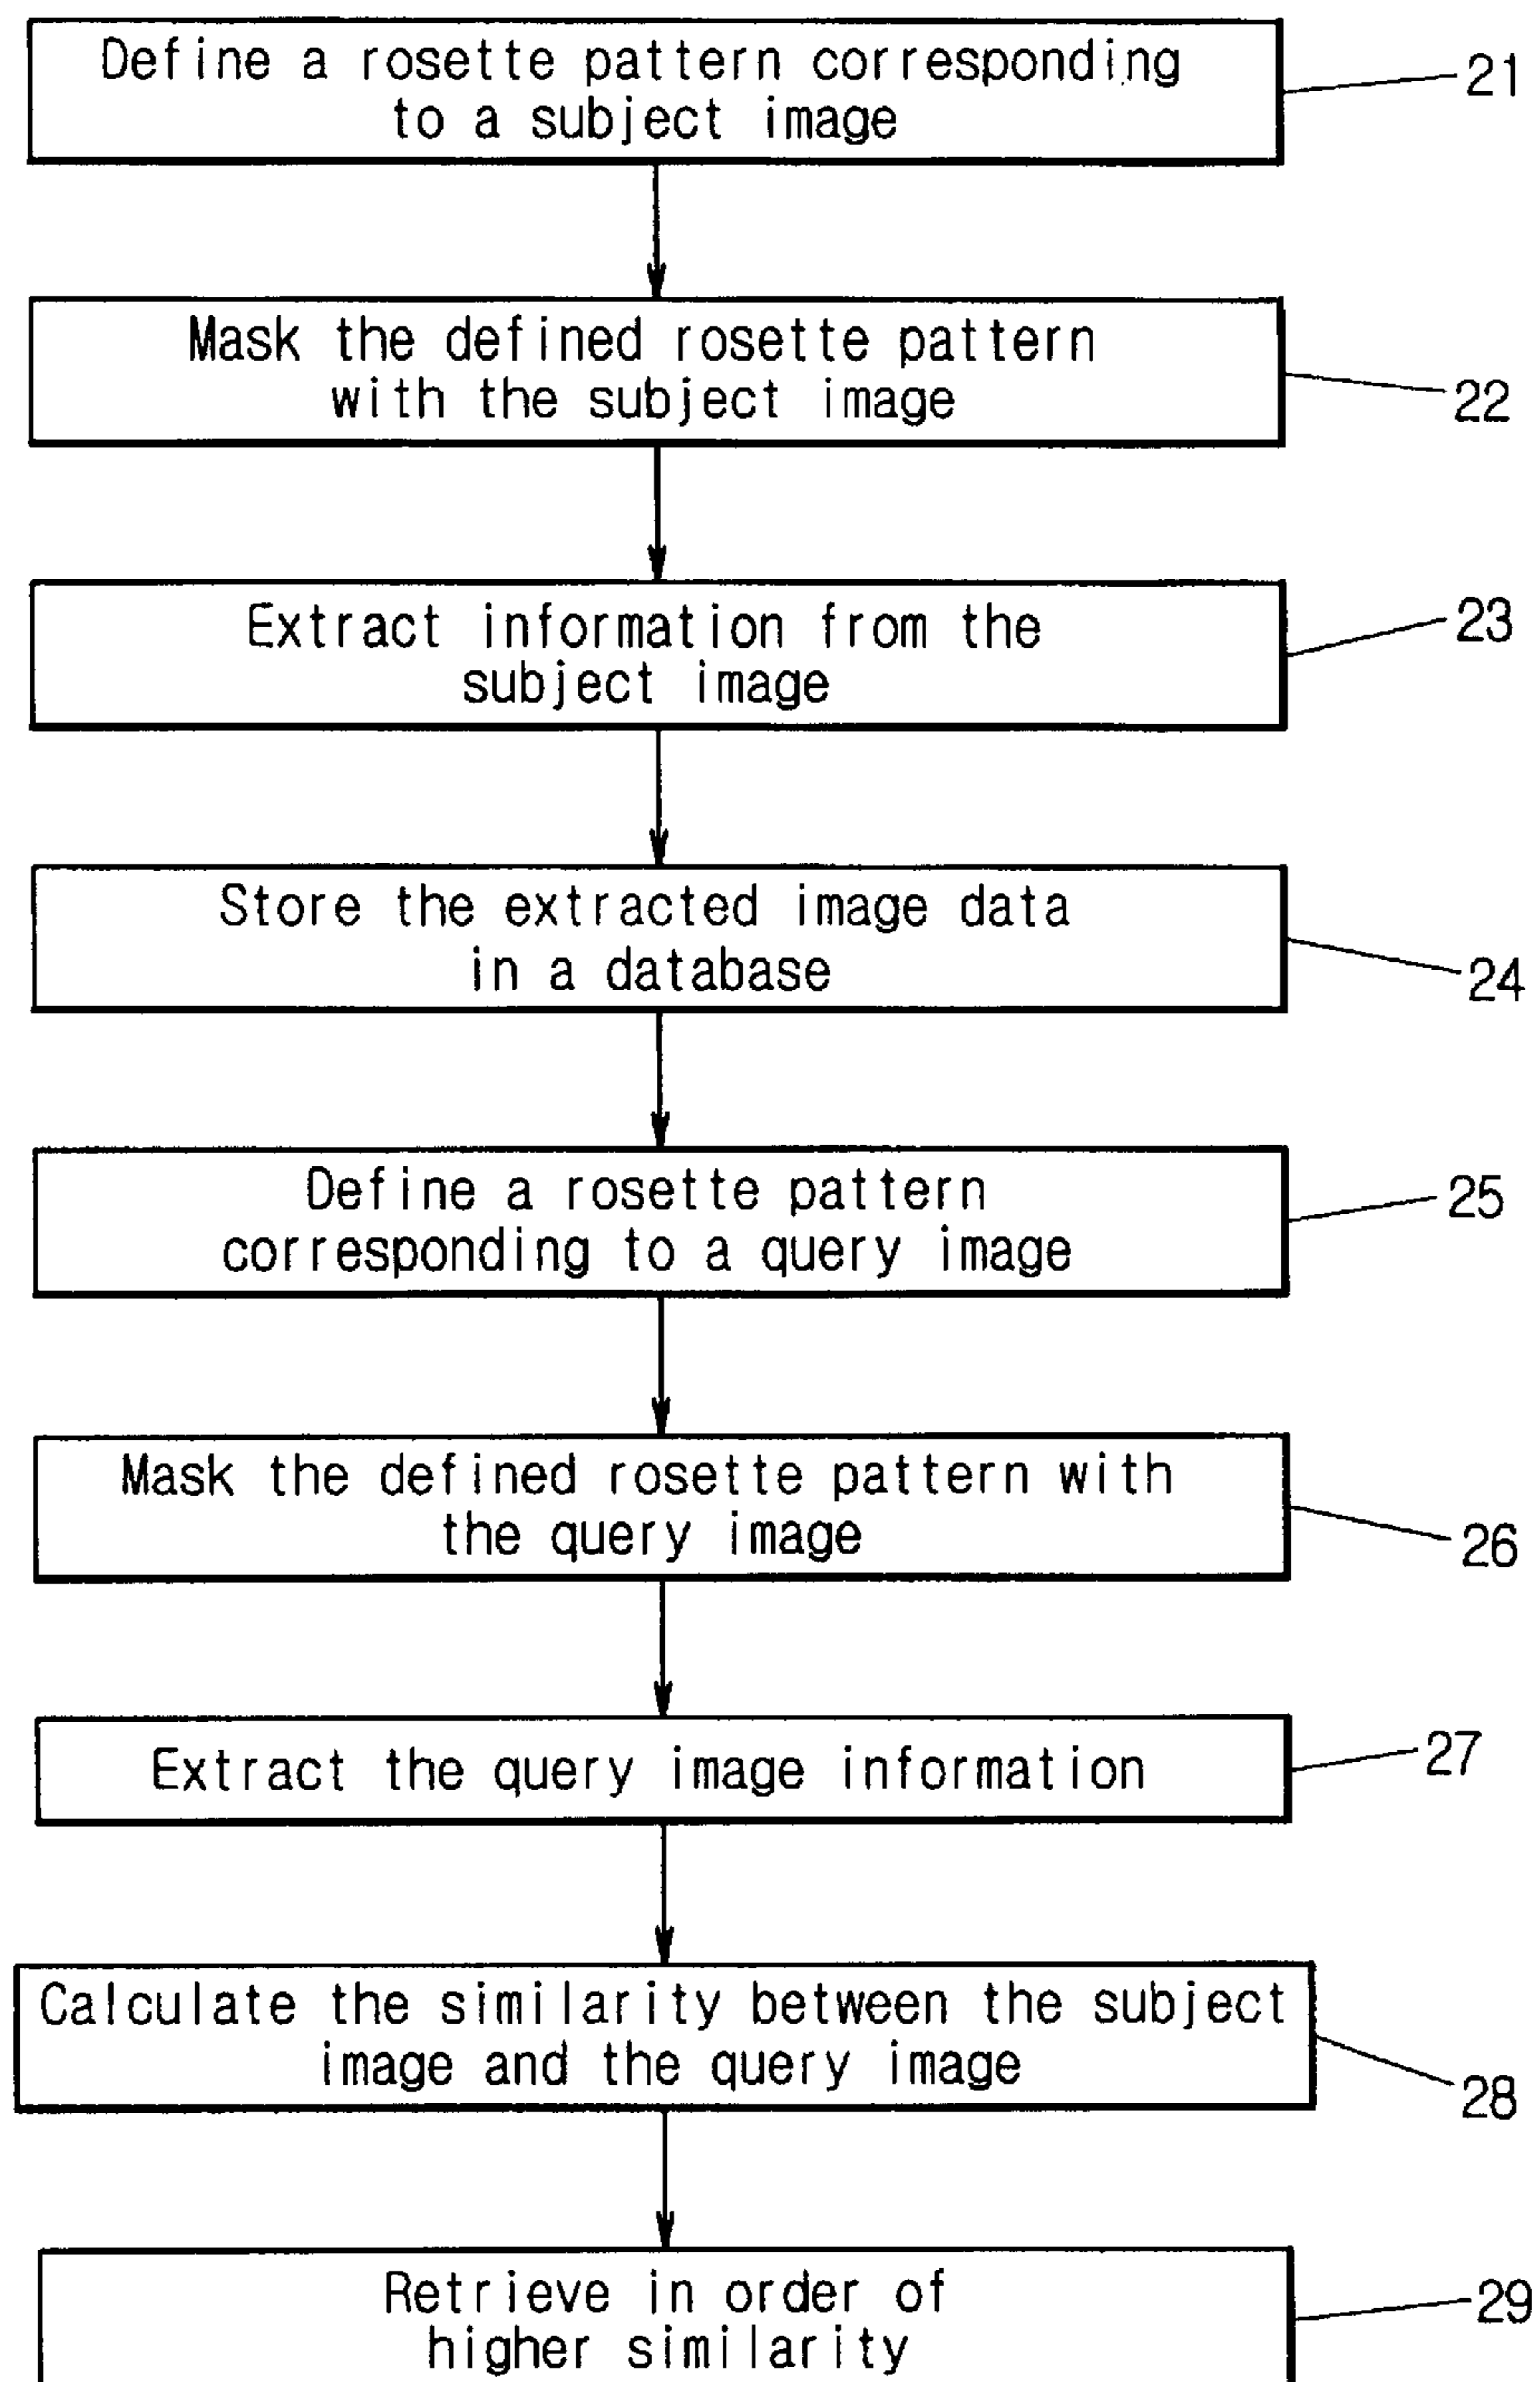 Define a rosette pattern corresponding
to a subject image
21
Mask the defined rosette pattern
with the subject image
22
Extract information from the
subject image
23
Store the extracted image data
in a database
24
Define a rosette pattern
corresponding to a query image
25
Mask the defined rosette pattern with
the query image
26
Extract the query image information
27
Calculate the similarity between the subject
image and the query image
28
Retrieve in order of
higher similarity
29